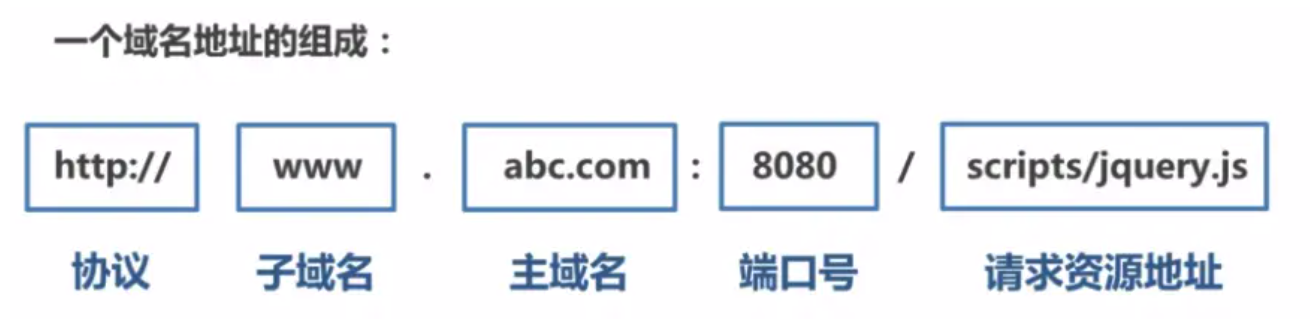 一个域名地址的组成：
http:// www . abc.com : 8080 / scripts/jquery.js
协议 子域名 主域名 端口号 请求资源地址